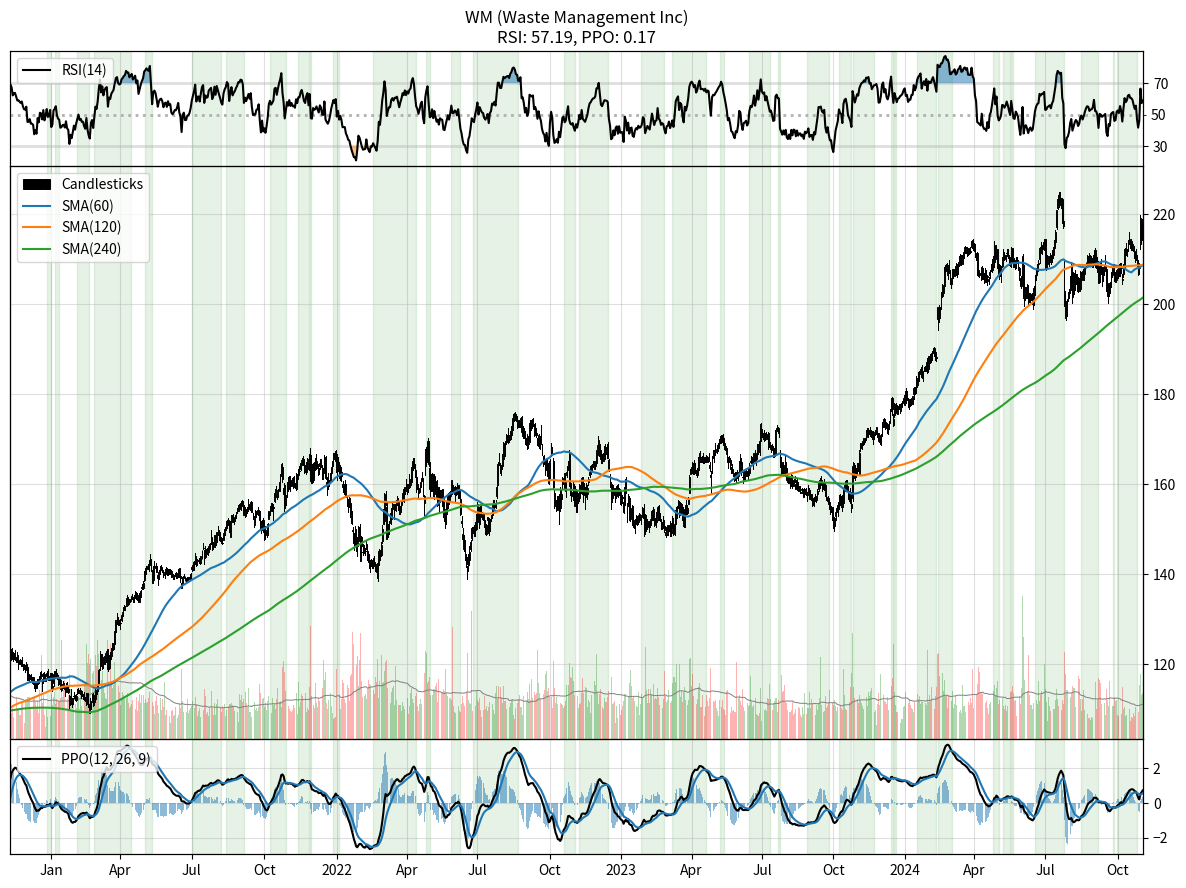 WM (Waste Management Inc)
RSI: 57.19, PPO: 0.17
RSI(14)
70
50
30
Candlesticks
SMA(60)
SMA(120)
SMA(240)
220
200
180
160
140
120
PPO(12, 26, 9)
2
0
−2
Jan Apr Jul Oct 2022 Apr Jul Oct 2023 Apr Jul Oct 2024 Apr Jul Oct